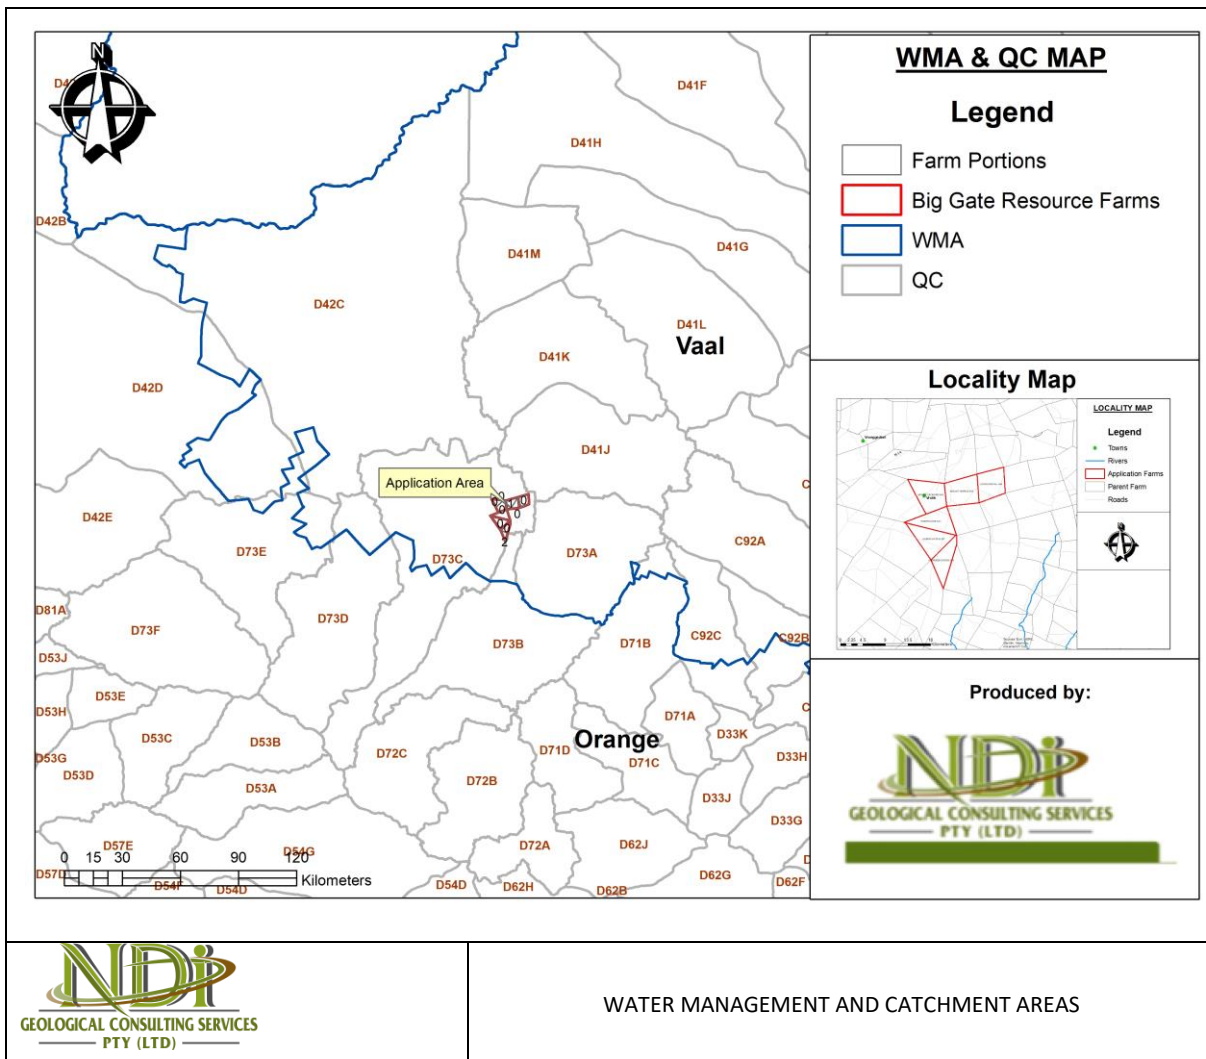 N
D41F
D41H
D42B
D41G
D41M
D42C
D41L
Vaal
D41K
D42D
D41J
Application Area
D42E
D73E
D73C
D73A
C92A
D81A
D73F
D73D
D73B
D71B
C92C
C92B
D53J
D53E
D53H
D53C
D53B
D71A
D33K
D72C
D71D
Orange
D71C
D33H
D53G
D53D
D53A
D72B
D33J
D33G
D57E
D54G
D72A
D62J
0 15 30 60 90 120
Kilometers
D57D
D54F
D54D
D54D
D62H
D62B
D62G
D62F
WMA & QC MAP
Legend
Farm Portions
Big Gate Resource Farms
WMA
QC
Locality Map
LOCALITY MAP
Legend
Towns
Rivers
Application Farms
Parent Farm
Roads
Produced by:
NDi
GEOLOGICAL CONSULTING SERVICES
PTY (LTD)
NDi
GEOLOGICAL CONSULTING SERVICES
PTY (LTD)
WATER MANAGEMENT AND CATCHMENT AREAS